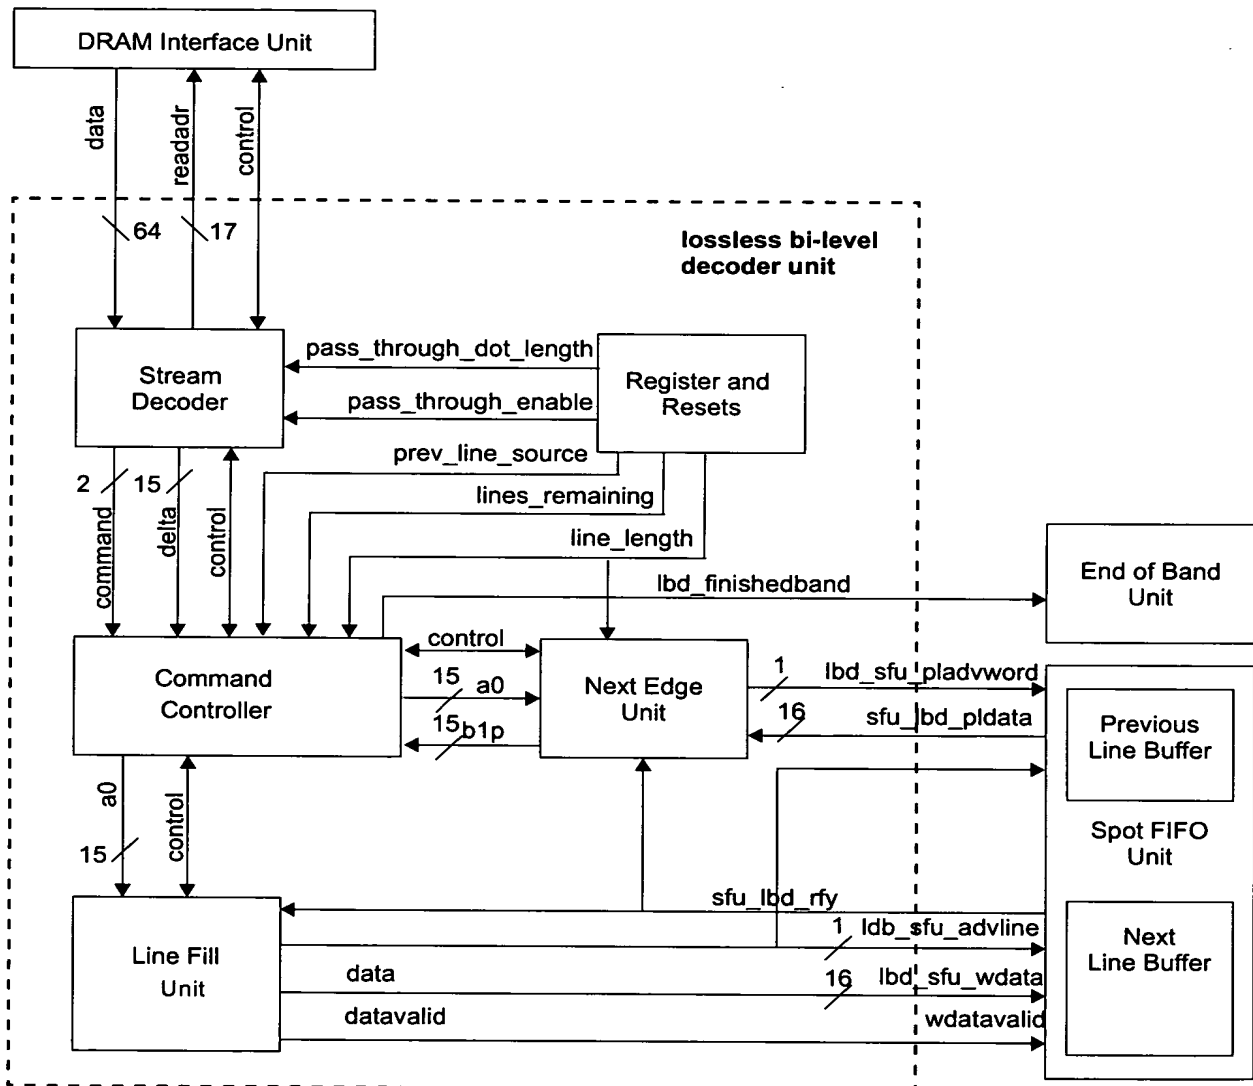 DRAM Interface Unit
data
readadr
control
64
17
lossless bi-level
decoder unit
Stream
Decoder
pass_through_dot_length
pass_through_enable
Register and
Resets
prev_line_source
lines_remaining
line_length
2
15
command
delta
control
lbd_finishedband
End of Band
Unit
Command
Controller
control
15
a0
15
b1p
Next Edge
Unit
1
lbd_sfu_pladvword
16
sfu_lbd_pldata
Previous
Line Buffer
Spot FIFO
Unit
a0
15
control
sfu_lbd_rfy
1
ldb_sfu_advline
Line Fill
Unit
data
16
lbd_sfu_wdata
datavalid
wdatavalid
Next
Line Buffer